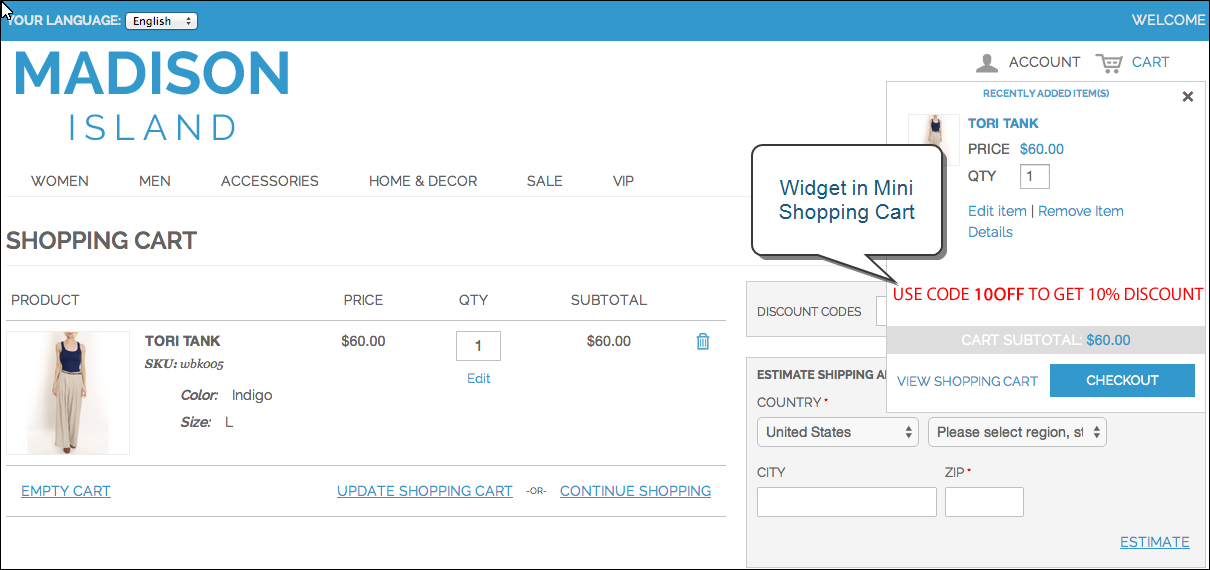 YOUR LANGUAGE: English
WELCOME
MADISON
ISLAND
ACCOUNT
CART
RECENTLY ADDED ITEM(S)
TORI TANK
PRICE $60.00
QTY 1
Edit item | Remove Item
Details
Widget in Mini
Shopping Cart
USE CODE 10OFF TO GET 10% DISCOUNT
CART SUBTOTAL: $60.00
VIEW SHOPPING CART
CHECKOUT
WOMEN MEN ACCESSORIES HOME & DECOR SALE VIP
SHOPPING CART
PRODUCT PRICE QTY SUBTOTAL
TORI TANK $60.00 1 $60.00
SKU: wbk005
Edit
Color: Indigo
Size: L
EMPTY CART
UPDATE SHOPPING CART -OR- CONTINUE SHOPPING
DISCOUNT CODES
ESTIMATE SHIPPING
COUNTRY *
United States
Please select region, st
CITY
ZIP *
ESTIMATE